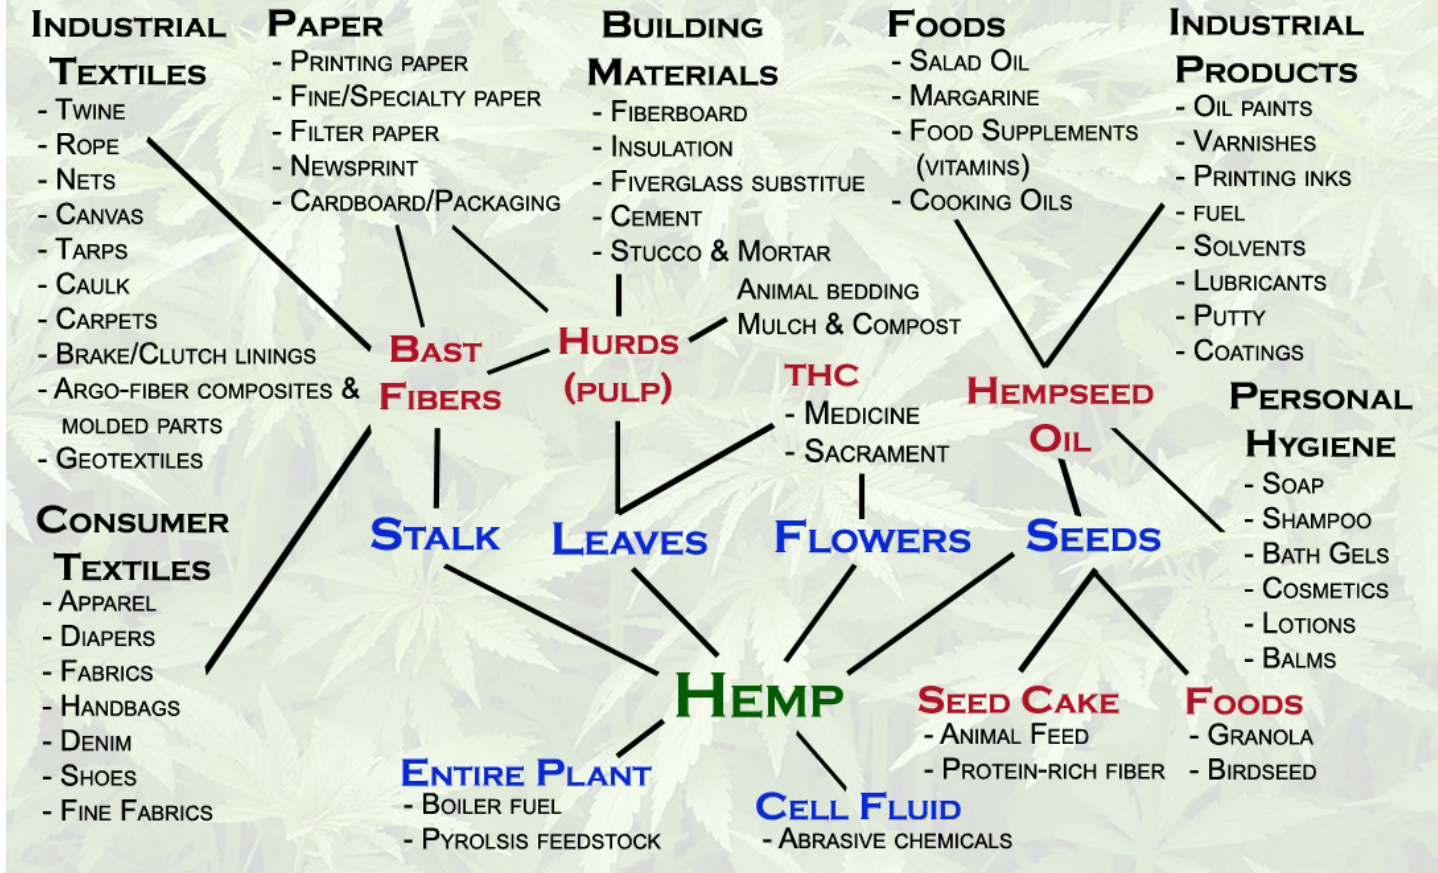 INDUSTRIAL
TEXTILES
- TWINE
- ROPE
- NETS
- CANVAS
- TARPS
- CAULK
- CARPETS
- BRAKE/CLUTCH LININGS
- ARGO-FIBER COMPOSITES &
MOLDED PARTS
- GEOTEXTILES
PAPER
- PRINTING PAPER
- FINE/SPECIALTY PAPER
- FILTER PAPER
- NEWSPRINT
- CARDBOARD/PACKAGING
BUILDING
MATERIALS
- FIBERBOARD
- INSULATION
- FIVERGLASS SUBSTITUE
- CEMENT
- STUCCO & MORTAR
ANIMAL BEDDING
MULCH & COMPOST
FOODS
- SALAD OIL
- MARGARINE
- FOOD SUPPLEMENTS
(VITAMINS)
- COOKING OILS
INDUSTRIAL
PRODUCTS
- OIL PAINTS
- VARNISHES
- PRINTING INKS
- FUEL
- SOLVENTS
- LUBRICANTS
- PUTTY
- COATINGS
BAST
FIBERS
HURDS
(PULP)
THC
- MEDICINE
- SACRAMENT
HEMPSEED
OIL
PERSONAL
HYGIENE
- SOAP
- SHAMPOO
- BATH GELS
- COSMETICS
- LOTIONS
- BALMS
CONSUMER
TEXTILES
- APPAREL
- DIAPERS
- FABRICS
- HANDBAGS
- DENIM
- SHOES
- FINE FABRICS
STALK
LEAVES
FLOWERS
SEEDS
HEMP
SEED CAKE
- ANIMAL FEED
- PROTEIN-RICH FIBER
FOODS
- GRANOLA
- BIRDSEED
ENTIRE PLANT
- BOILER FUEL
- PYROLSIS FEEDSTOCK
CELL FLUID
- ABRASIVE CHEMICALS